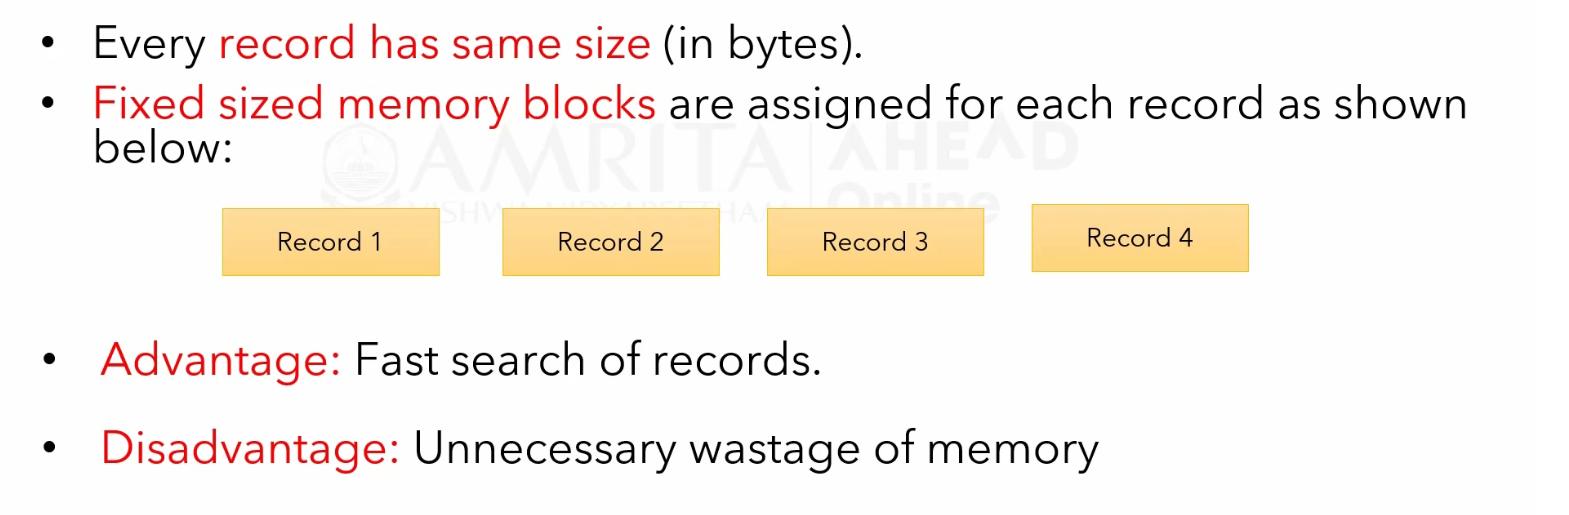 • Every record has same size (in bytes).
• Fixed sized memory blocks are assigned for each record as shown
below:
AMRITA AHEAD
VISHWA VIDYAPEETHAM Online
Record 1 Record 2 Record 3 Record 4
• Advantage: Fast search of records.
• Disadvantage: Unnecessary wastage of memory